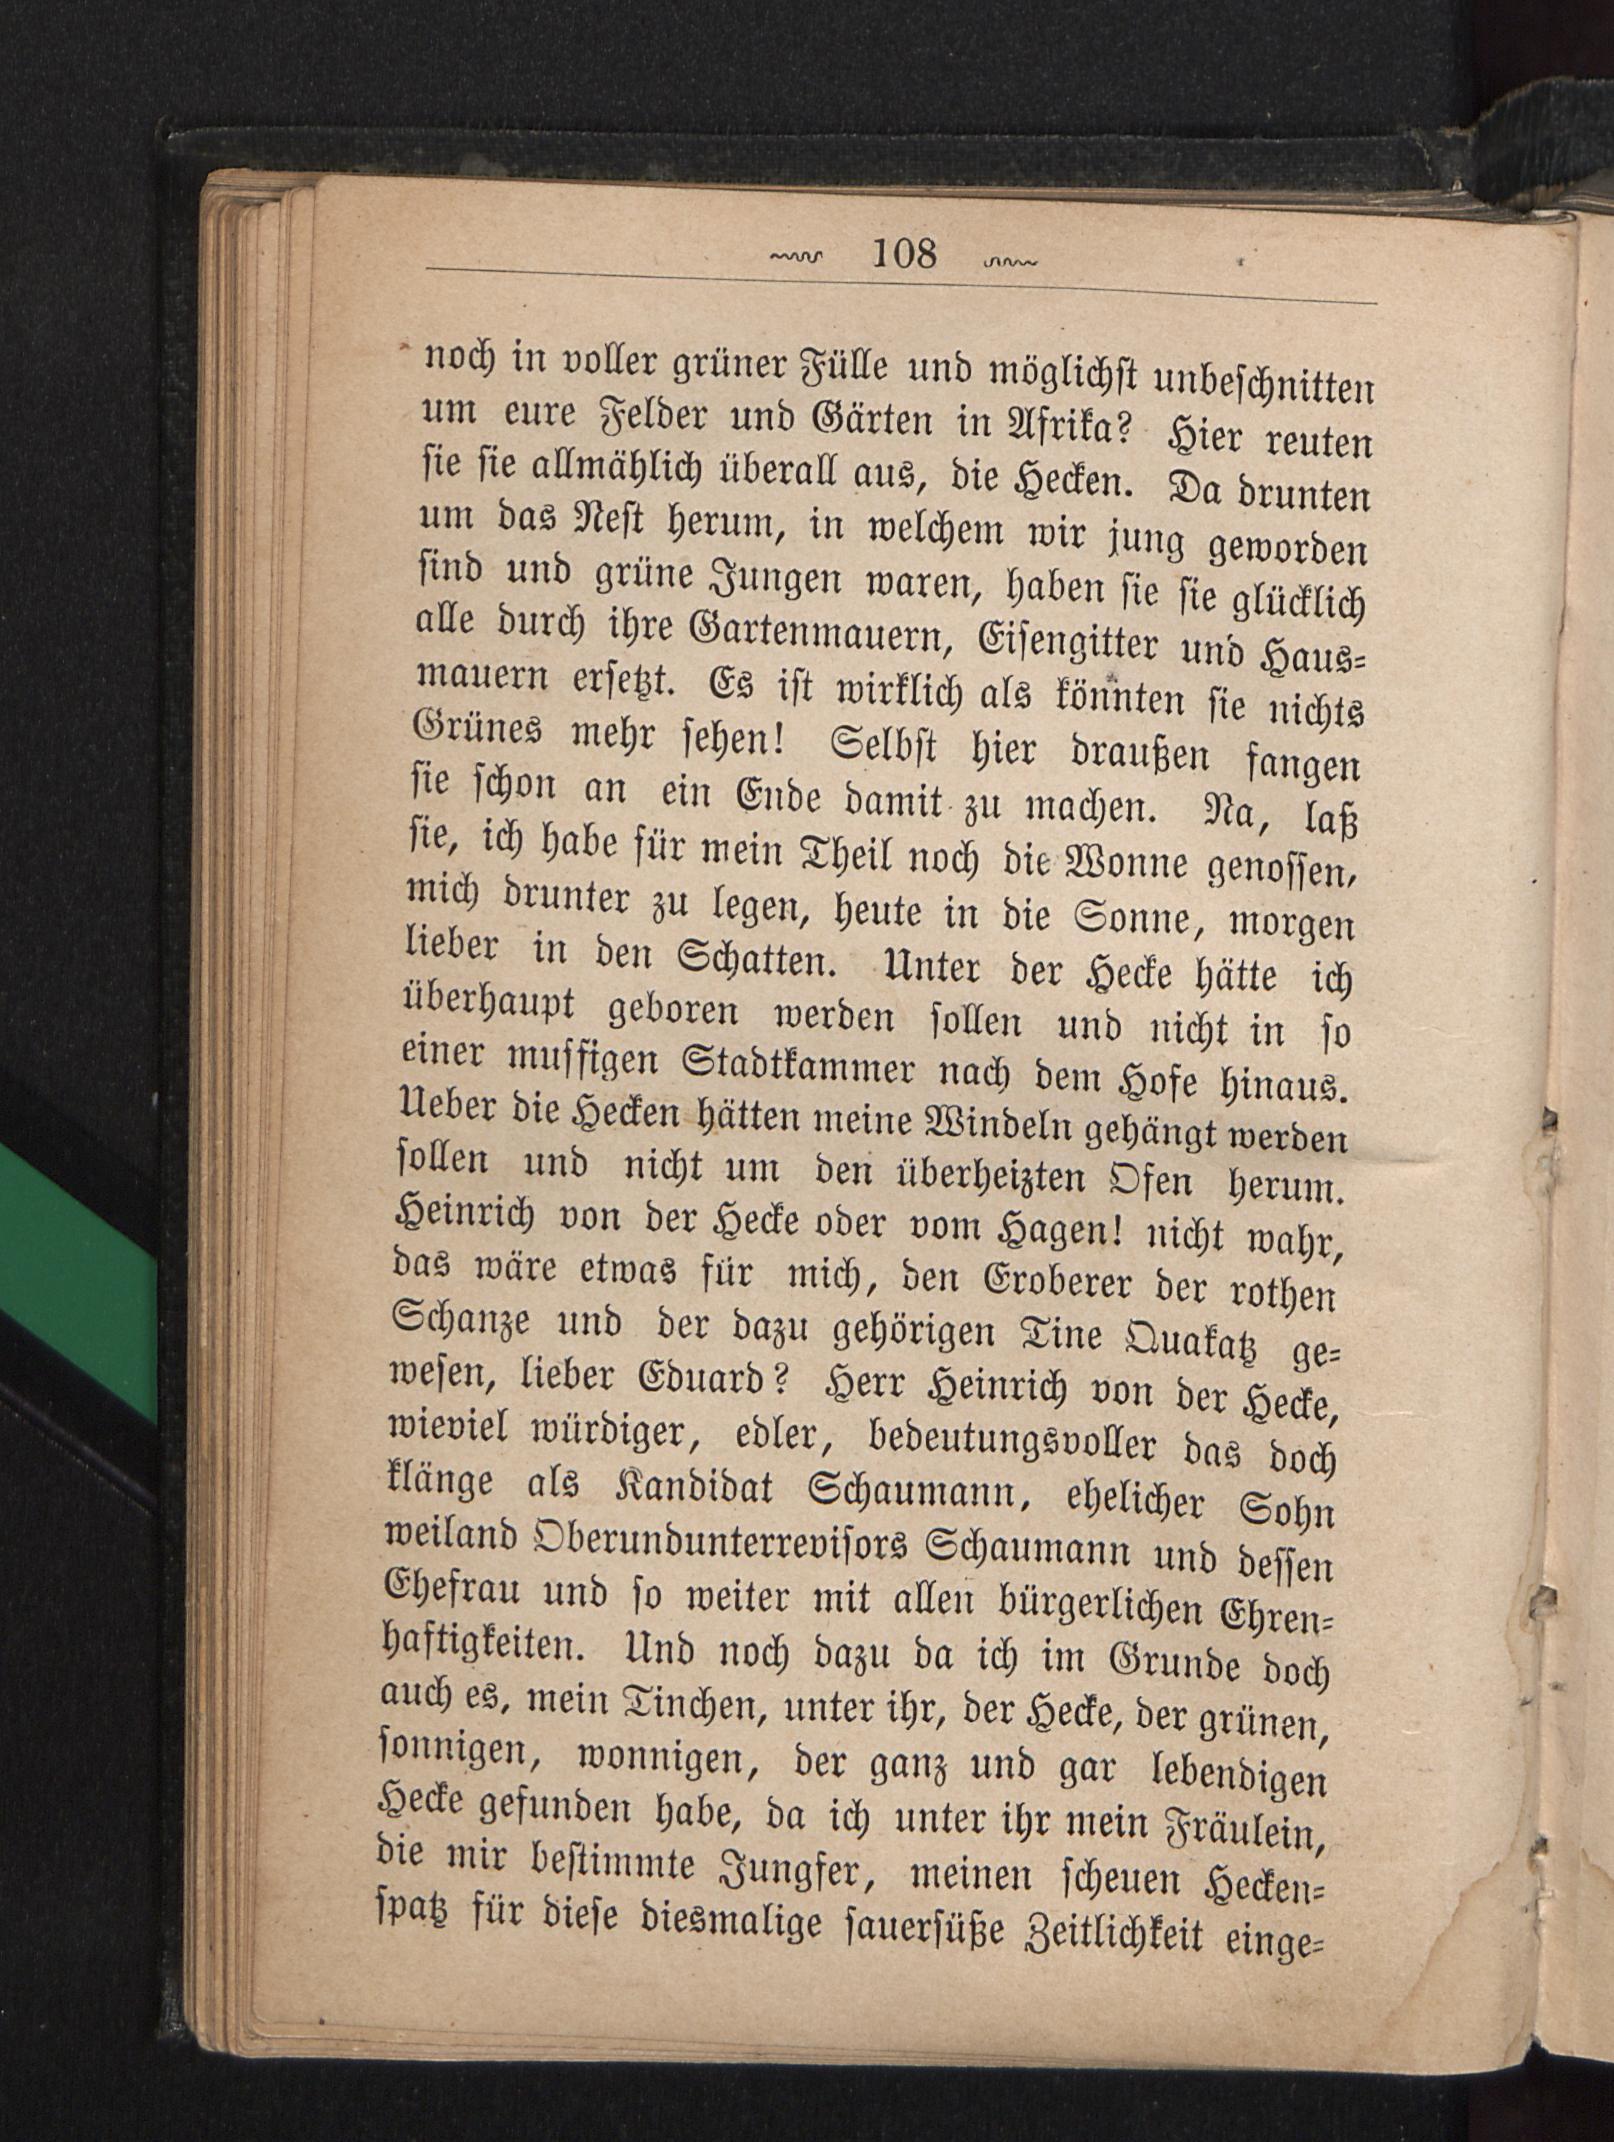 108
noch in voller grüner Fülle und möglichſt unbeſchnitten
um eure Felder und Gärten in Afrika? Hier reuten
ſie ſie allmählich überall aus, die Hecken. Da drunten
um das Neſt herum, in welchem wir jung geworden
ſind und grüne Jungen waren, haben ſie ſie glücklich
alle durch ihre Gartenmauern, Eiſengitter und Haus-
mauern erſetzt. Es iſt wirklich als könnten ſie nichts
Grünes mehr ſehen! Selbſt hier draußen fangen
ſie ſchon an ein Ende damit zu machen. Na, laß
ſie, ich habe für mein Theil noch die Wonne genoſſen,
mich drunter zu legen, heute in die Sonne, morgen
lieber in den Schatten. Unter der Hecke hätte ich
überhaupt geboren werden ſollen und nicht in ſo
einer muffigen Stadtkammer nach dem Hofe hinaus.
Ueber die Hecken hätten meine Windeln gehängt werden
ſollen und nicht um den überheizten Ofen herum.
Heinrich von der Hecke oder vom Hagen! nicht wahr,
das wäre etwas für mich, den Eroberer der rothen
Schanze und der dazu gehörigen Tine Quakatz ge-
weſen, lieber Eduard? Herr Heinrich von der Hecke,
wieviel würdiger, edler, bedeutungsvoller das doch
klänge als Kandidat Schaumann, ehelicher Sohn
weiland Oberundunterreviſors Schaumann und deſſen
Ehefrau und ſo weiter mit allen bürgerlichen Ehren-
haftigkeiten. Und noch dazu da ich im Grunde doch
auch es, mein Tinchen, unter ihr, der Hecke, der grünen,
ſonnigen, wonnigen, der ganz und gar lebendigen
Hecke gefunden habe, da ich unter ihr mein Fräulein,
die mir beſtimmte Jungfer, meinen ſcheuen Hecken-
ſpatz für dieſe diesmalige ſauerſüße Zeitlichkeit einge-